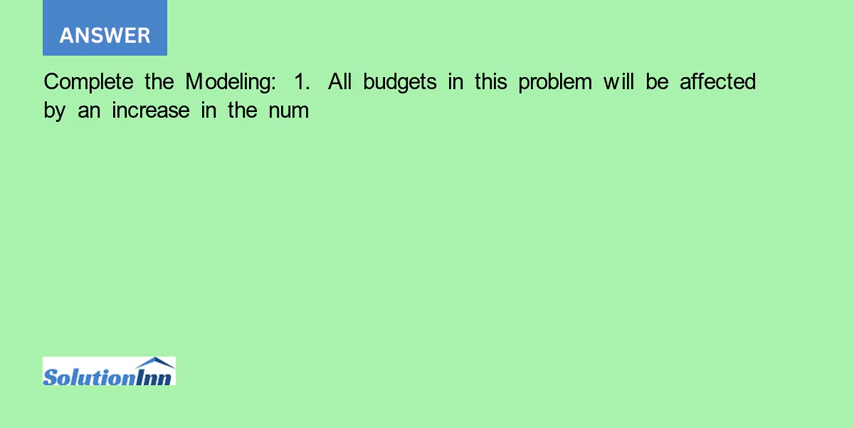 ANSWER
Complete the Modeling: 1. All budgets in this problem will be affected
by an increase in the num
SolutionInn